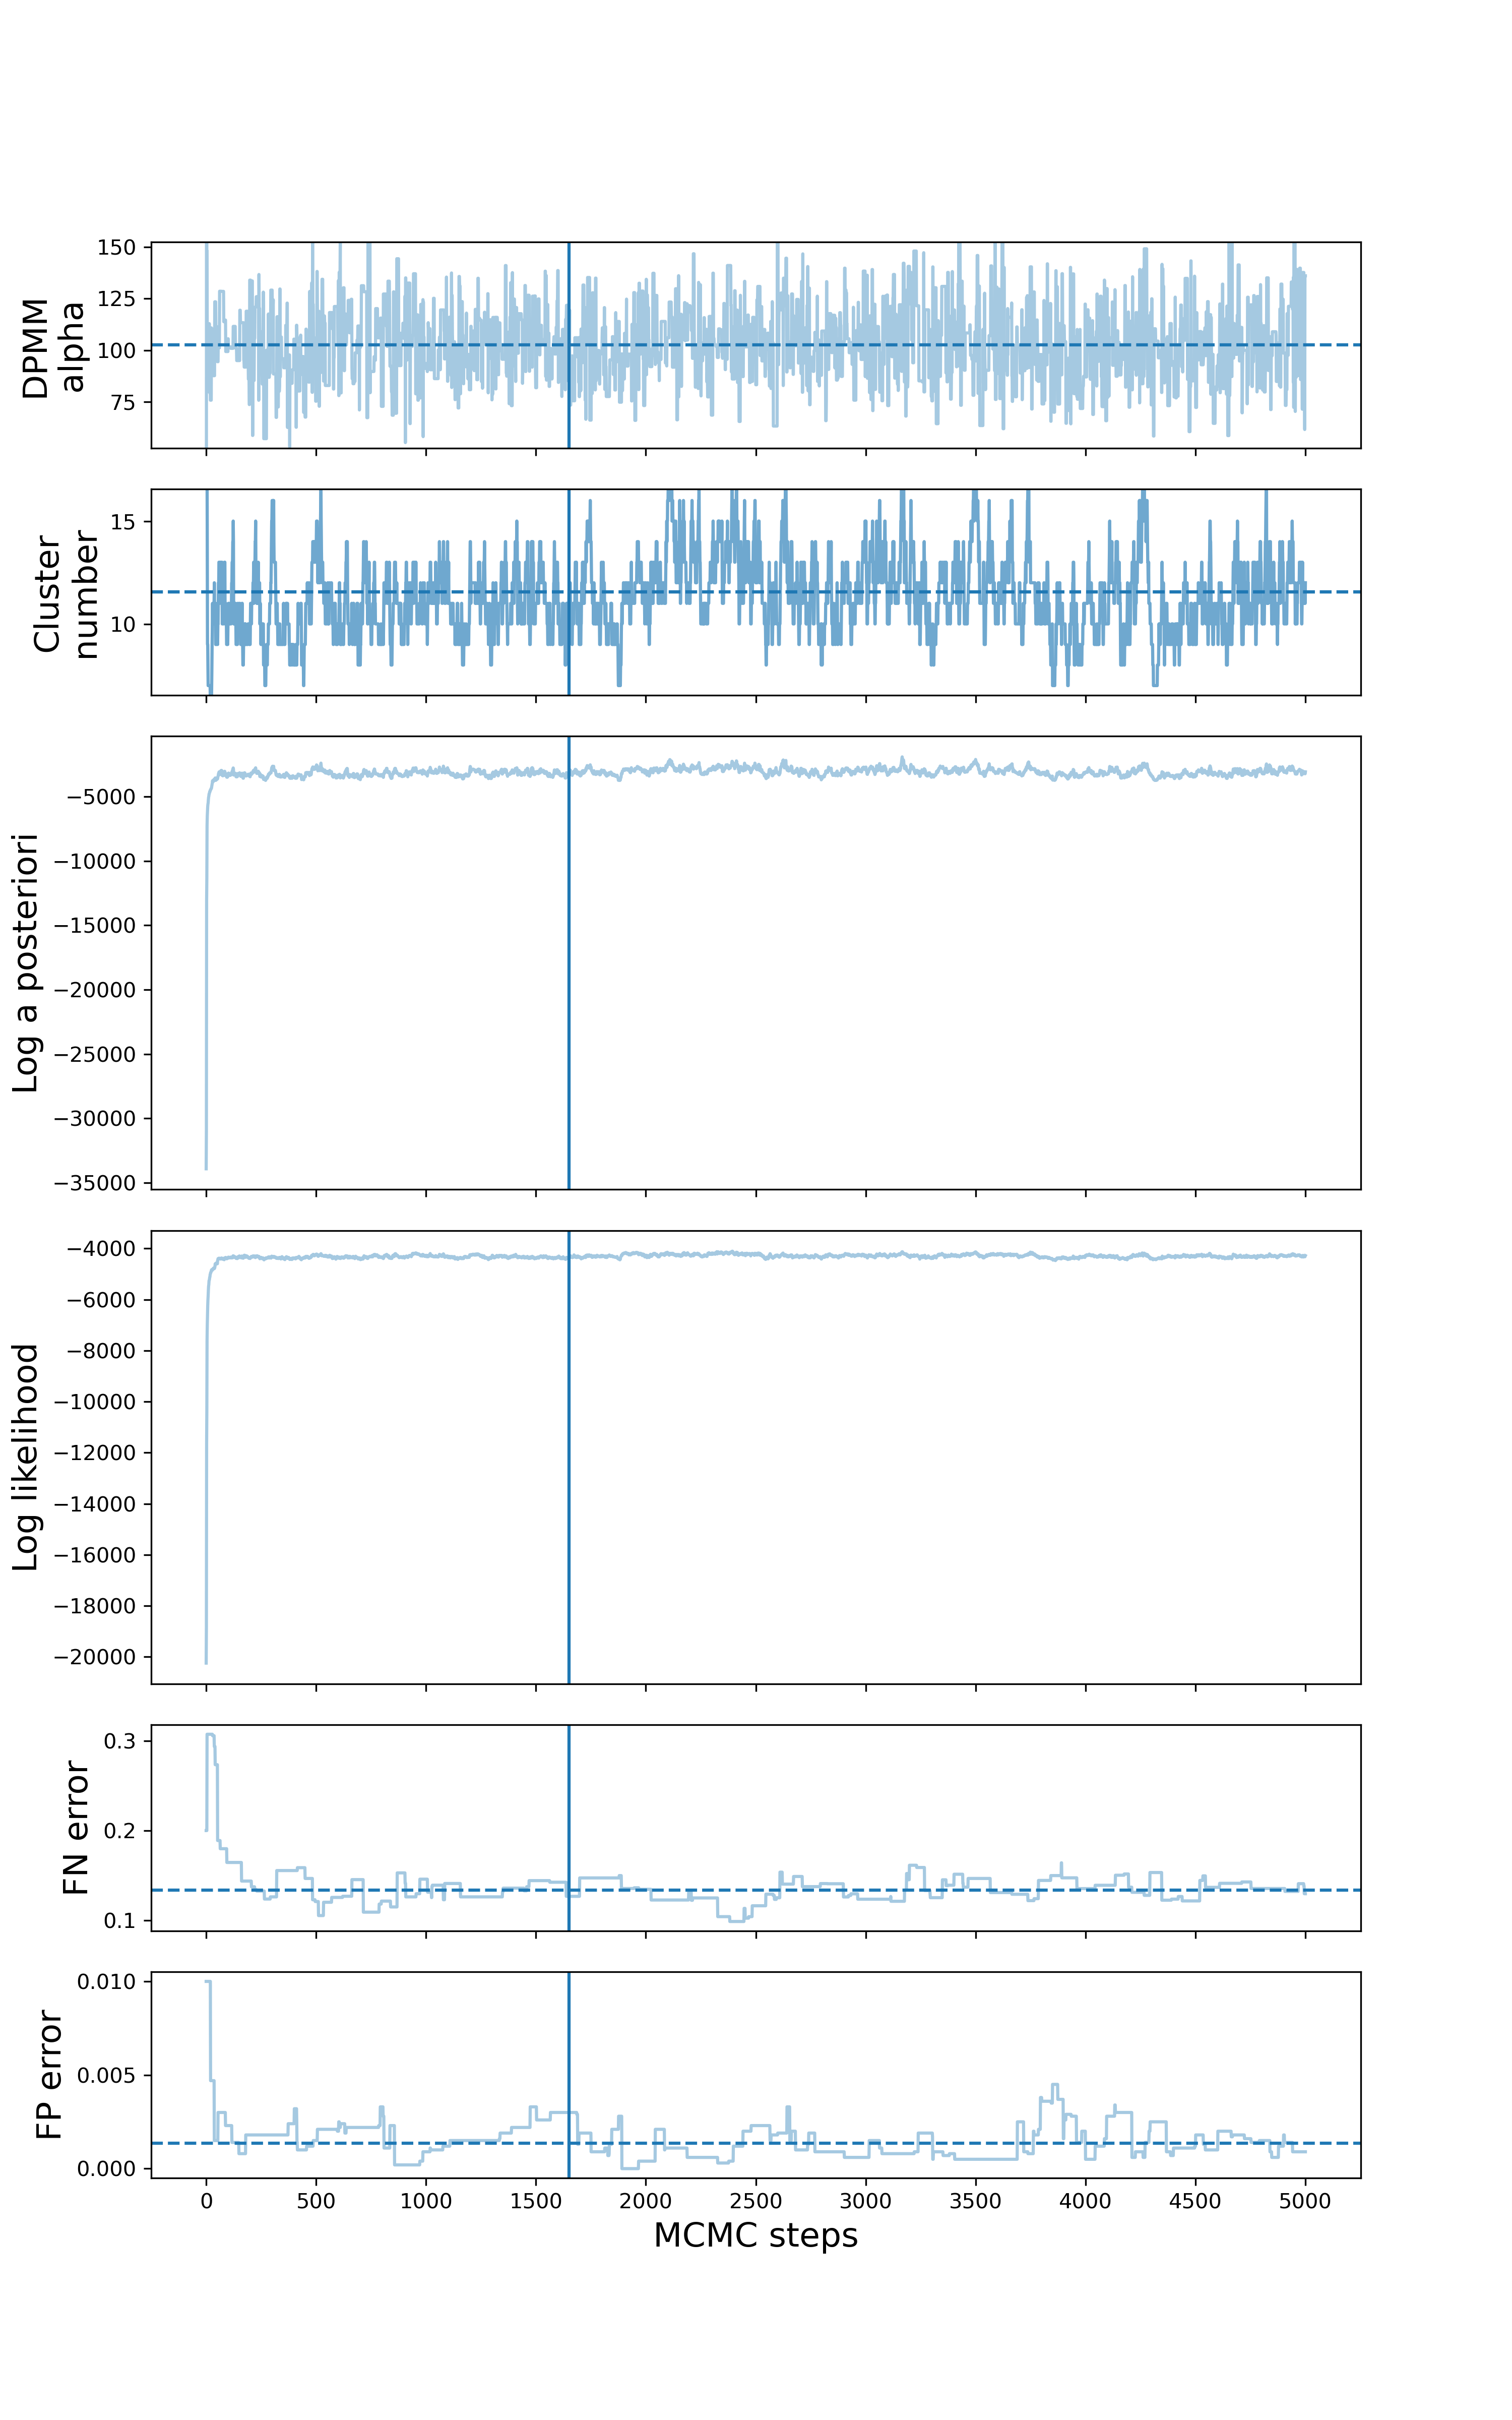 DPMM
alpha
150
125
100
75
Cluster
number
15
10
Log a posteriori
−5000
−10000
−15000
−20000
−25000
−30000
−35000
Log likelihood
−4000
−6000
−8000
−10000
−12000
−14000
−16000
−18000
−20000
FN error
0.3
0.2
0.1
FP error
0.010
0.005
0.000
0 500 1000 1500 2000 2500 3000 3500 4000 4500 5000
MCMC steps